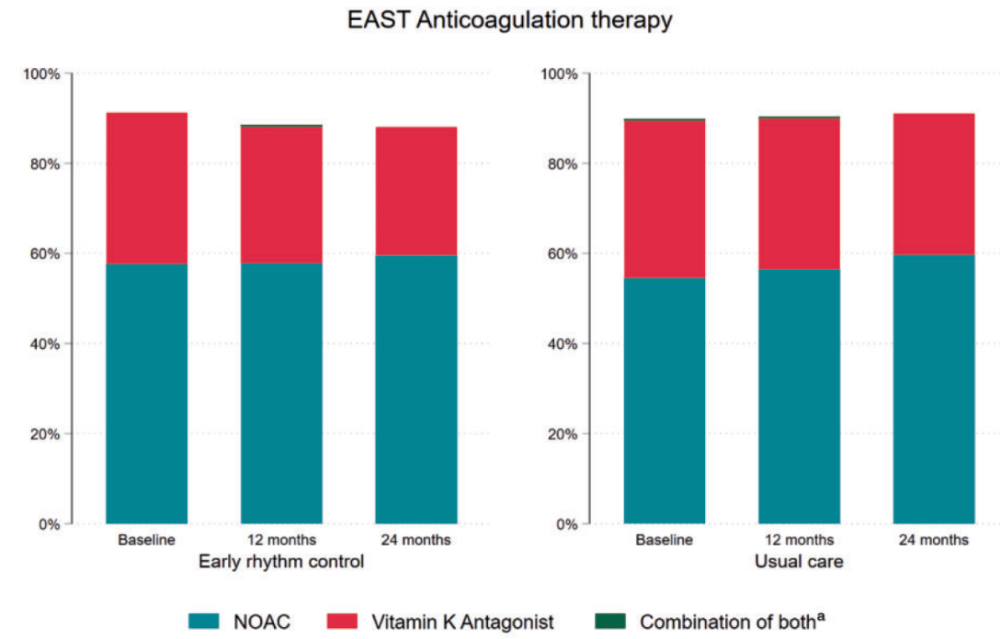 EAST Anticoagulation therapy
100%
80%
60%
40%
20%
0%
Baseline 12 months 24 months
Early rhythm control
100%
80%
60%
40%
20%
0%
Baseline 12 months 24 months
Usual care
NOAC Vitamin K Antagonist Combination of bothᵃ